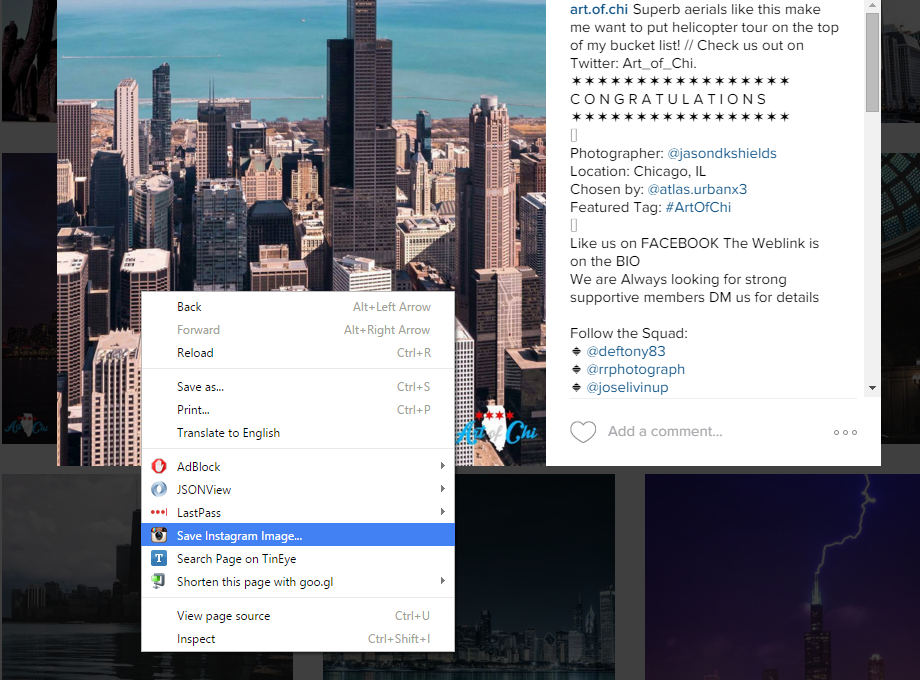 art.of.chi Superb aerials like this make
me want to put helicopter tour on the top
of my bucket list! // Check us out on
Twitter: Art_of_Chi.
✶✶✶✶✶✶✶✶✶✶✶✶✶✶✶✶✶
C O N G R A T U L A T I O N S
✶✶✶✶✶✶✶✶✶✶✶✶✶✶✶✶✶
Photographer: @jasondkshields
Location: Chicago, IL
Chosen by: @atlas.urbanx3
Featured Tag: #ArtOfChi
Like us on FACEBOOK The Weblink is
on the BIO
We are Always looking for strong
supportive members DM us for details
Follow the Squad:
@deftony83
@rrphotograph
@joselivinup
Add a comment...
Back Alt+Left Arrow
Forward Alt+Right Arrow
Reload Ctrl+R
Save as... Ctrl+S
Print... Ctrl+P
Translate to English
AdBlock
JSONView
LastPass
Save Instagram Image...
T Search Page on TinEye
Shorten this page with goo.gl
View page source Ctrl+U
Inspect Ctrl+Shift+I
Art of Chi
Art of Chi